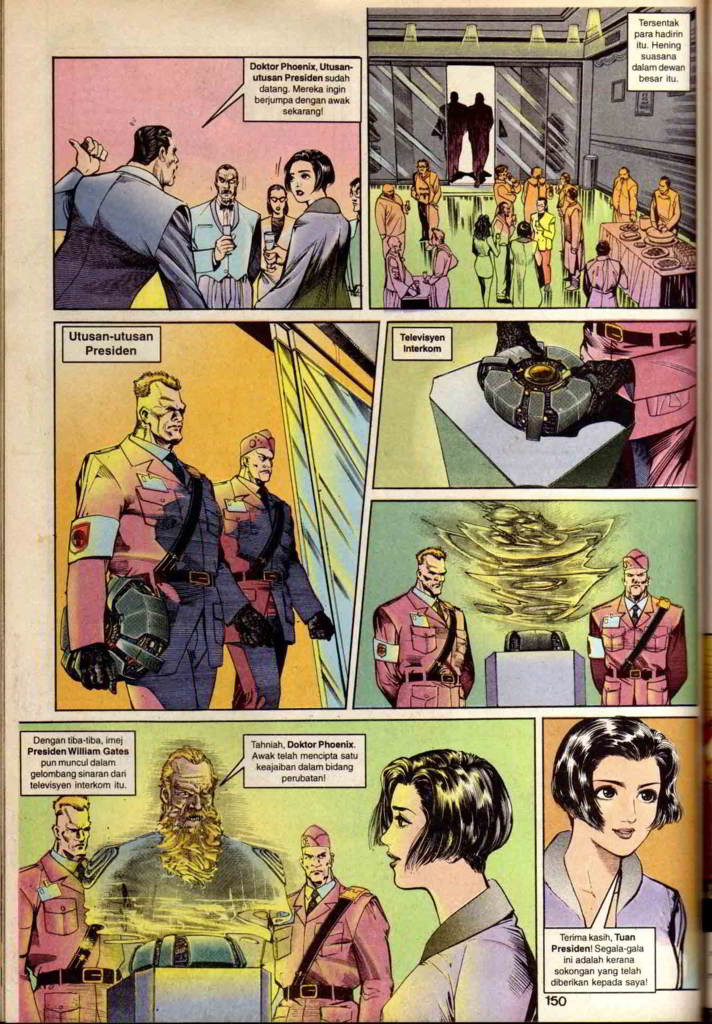 Doktor Phoenix, Utusan-
utusan Presiden sudah
datang. Mereka ingin
berjumpa dengan awak
sekarang!
Tersentak
para hadirin
itu. Hening
suasana
dalam dewan
besar itu.
Utusan-utusan
Presiden
Televisyen
Interkom
Dengan tiba-tiba, imej
Presiden William Gates
pun muncul dalam
gelombang sinaran dari
televisyen interkom itu.
Tahniah, Doktor Phoenix.
Awak telah mencipta satu
keajaiban dalam bidang
perubatan!
Terima kasih, Tuan
Presiden! Segala-gala
ini adalah kerana
sokongan yang telah
diberikan kepada saya!
150